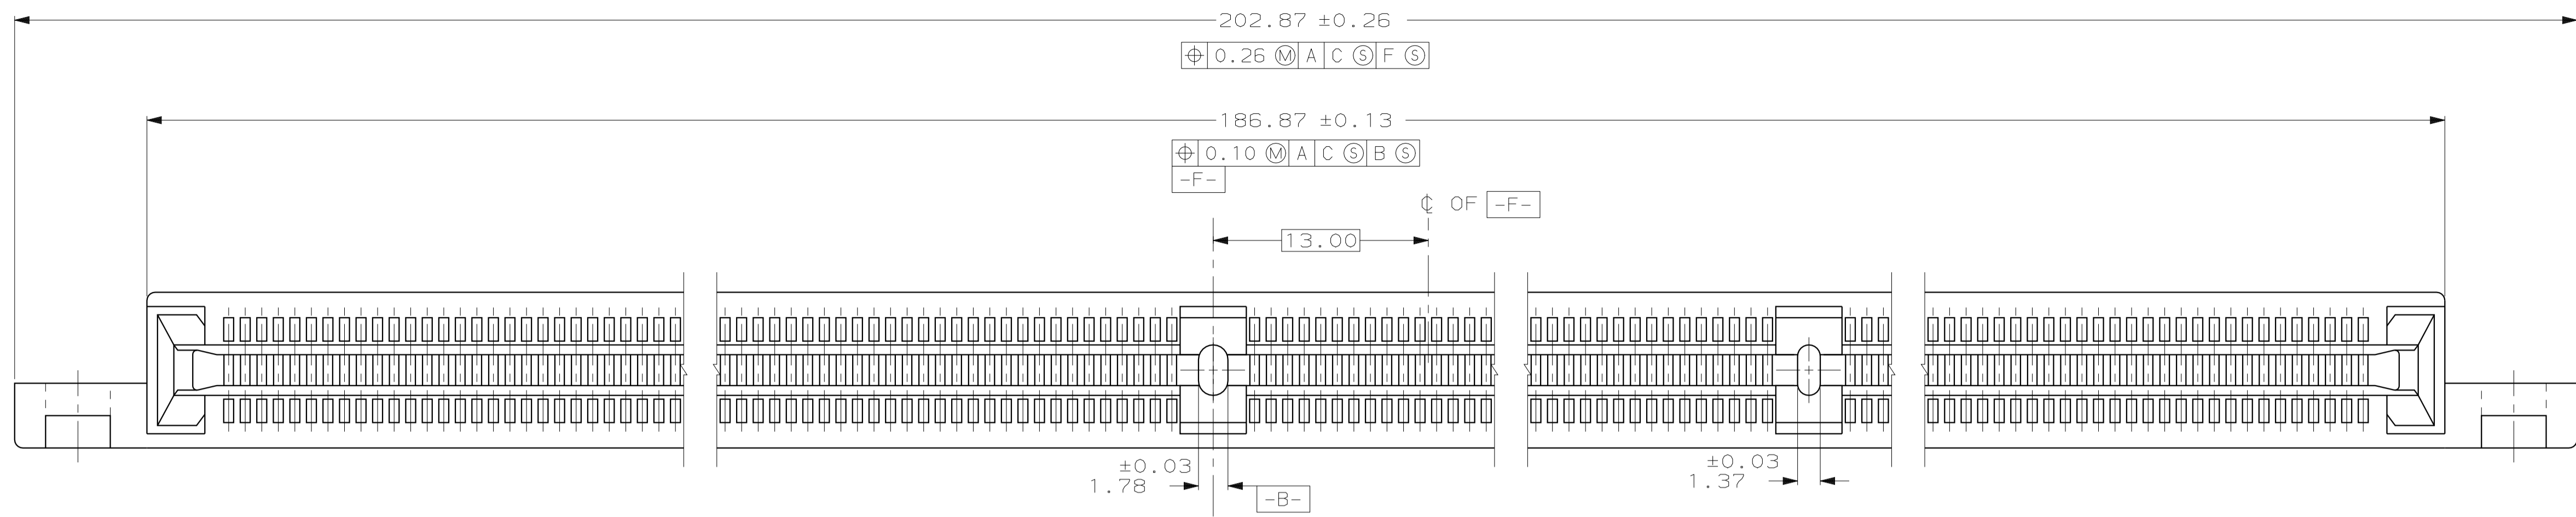 202.87 ±0.26
⌖ 0.26 Ⓜ A C Ⓢ F Ⓢ
186.87 ±0.13
⌖ 0.10 Ⓜ A C Ⓢ B Ⓢ
-F-
℄ OF -F-
13.00
±0.03
1.78
-B-
±0.03
1.37